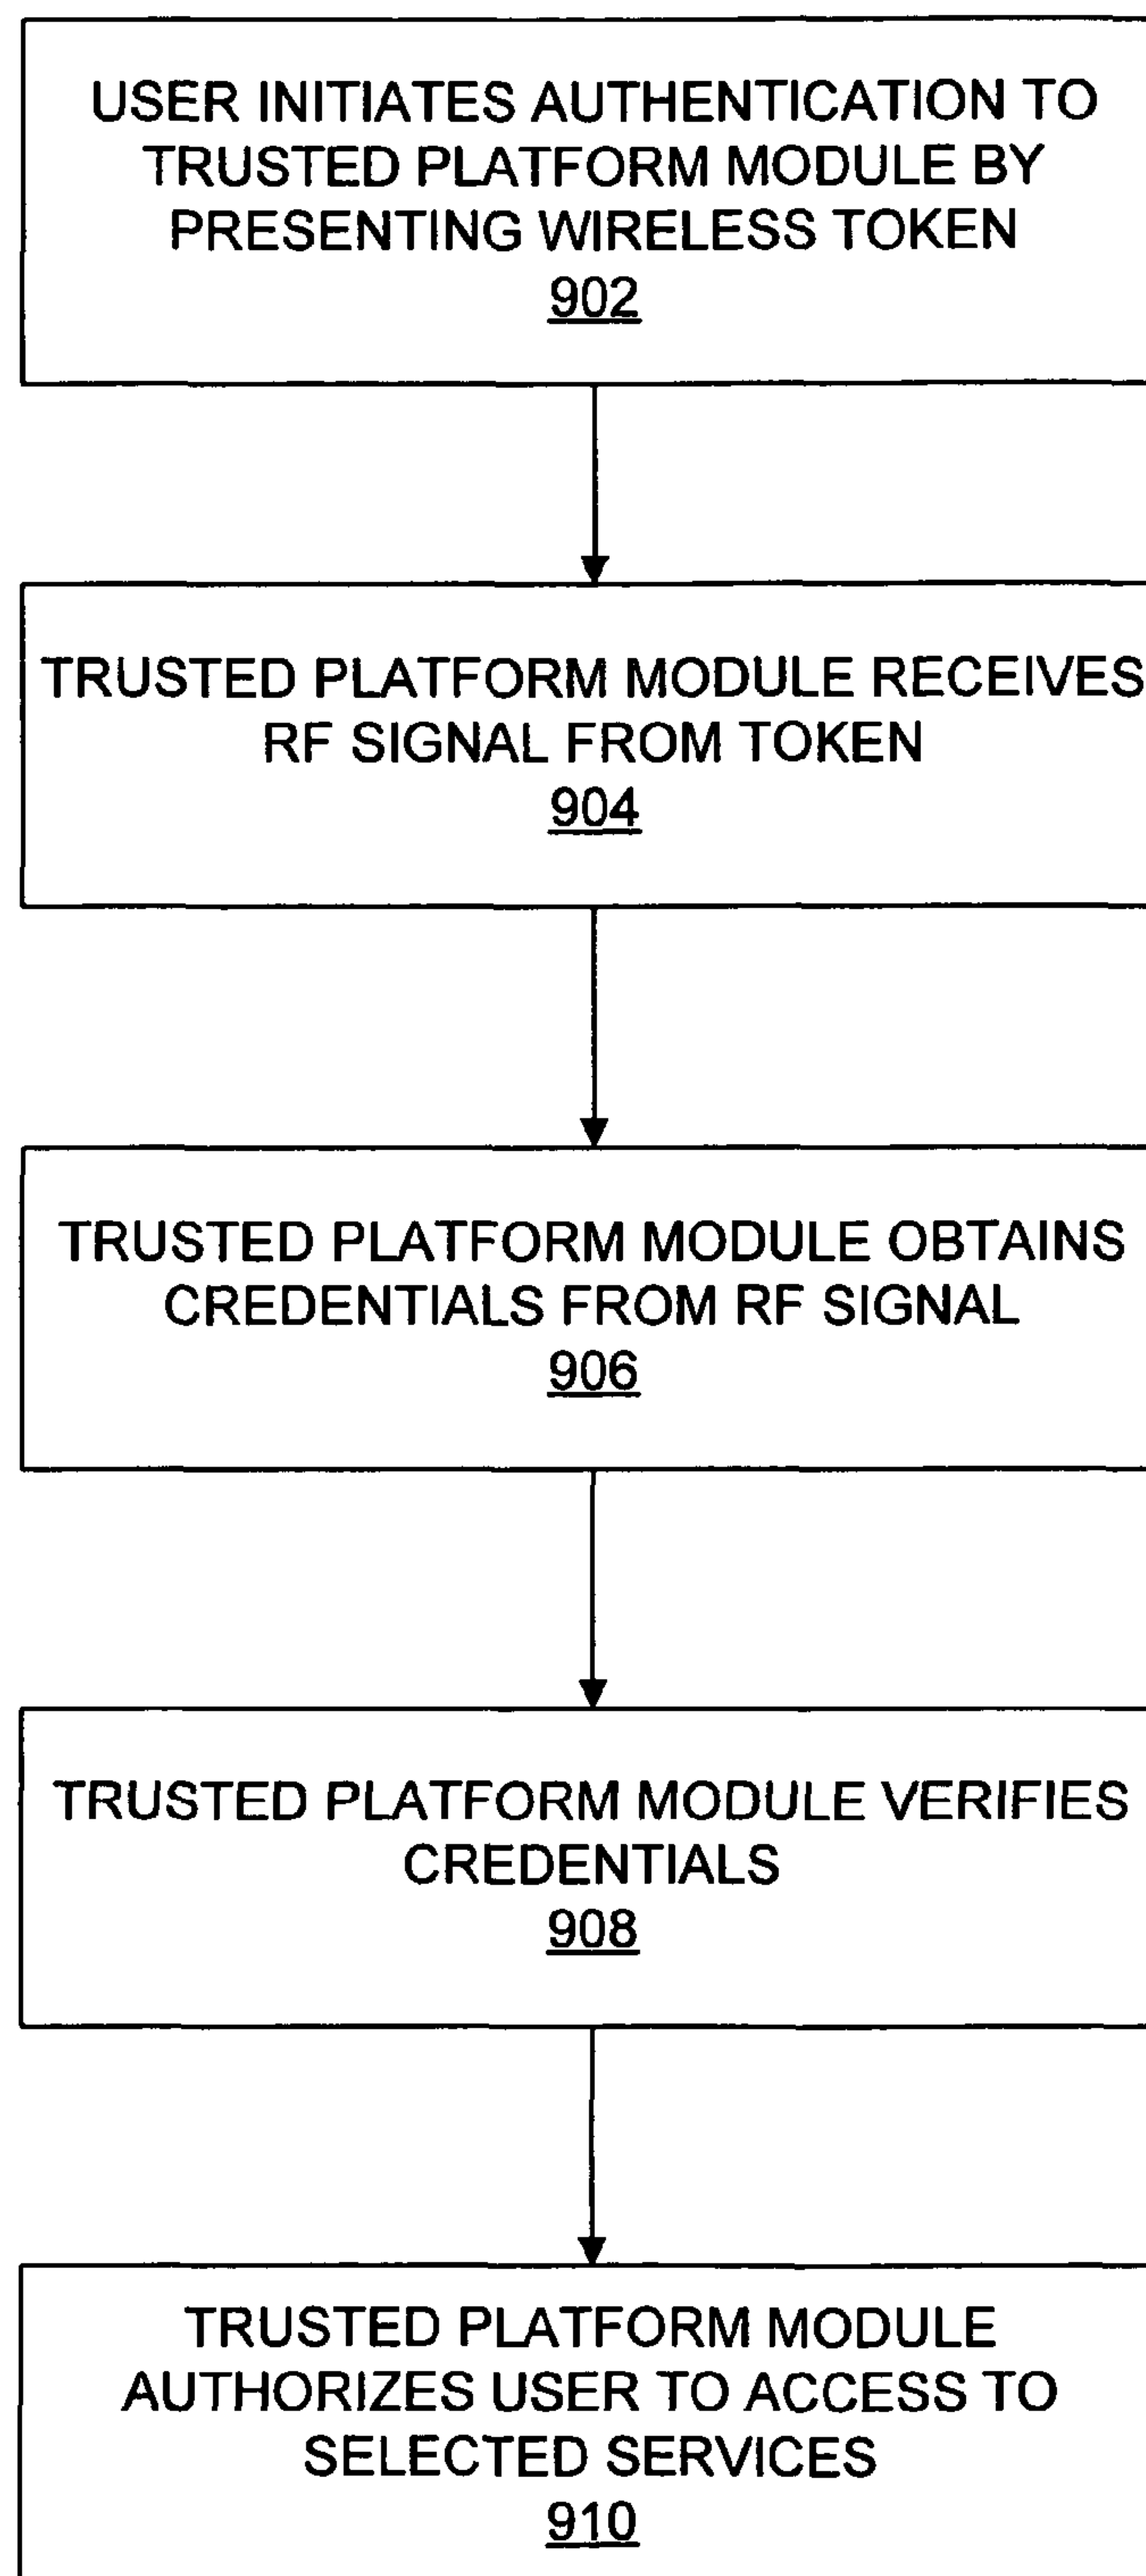 USER INITIATES AUTHENTICATION TO
TRUSTED PLATFORM MODULE BY
PRESENTING WIRELESS TOKEN
902
TRUSTED PLATFORM MODULE RECEIVES
RF SIGNAL FROM TOKEN
904
TRUSTED PLATFORM MODULE OBTAINS
CREDENTIALS FROM RF SIGNAL
906
TRUSTED PLATFORM MODULE VERIFIES
CREDENTIALS
908
TRUSTED PLATFORM MODULE
AUTHORIZES USER TO ACCESS TO
SELECTED SERVICES
910